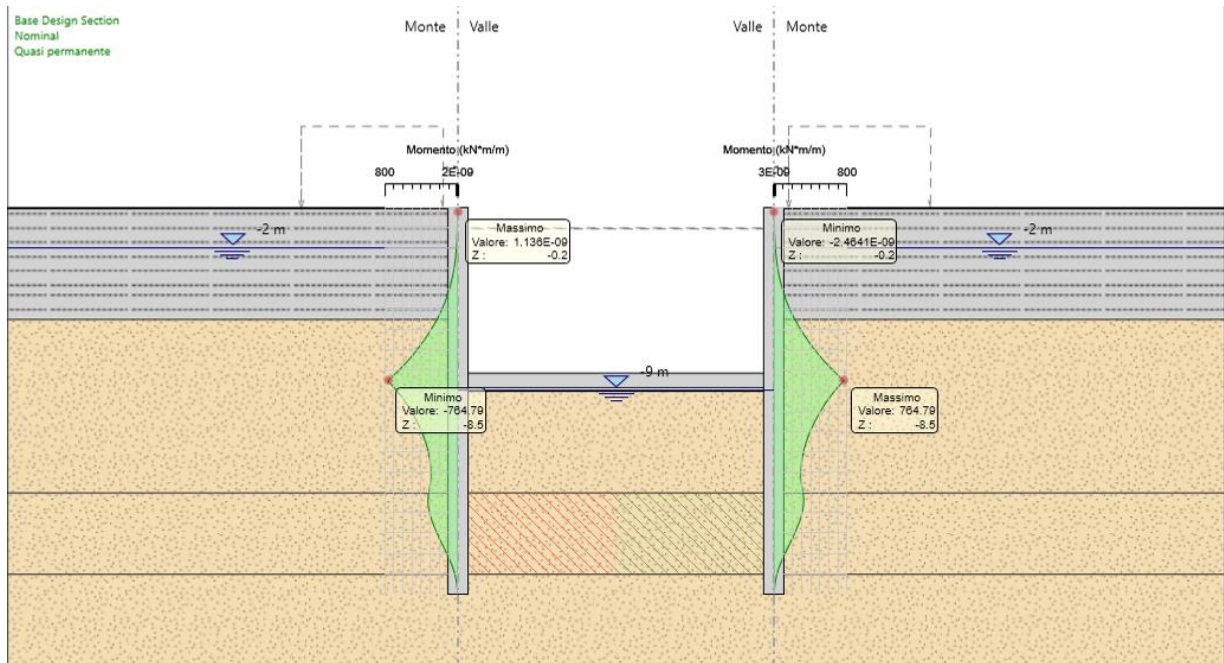 Base Design Section
Nominal
Quasi permanente
Monte Valle
Valle Monte
Momento (kN*m/m)
800 2E-09
Momento (kN*m/m)
3E-09 800
-2 m
Massimo
Valore: 1.136E-09
Z : -0.2
Minimo
Valore: -2.4641E-09
Z : -0.2
-2 m
-9 m
Minimo
Valore: -764.79
Z : -8.5
Massimo
Valore: 764.79
Z : -8.5